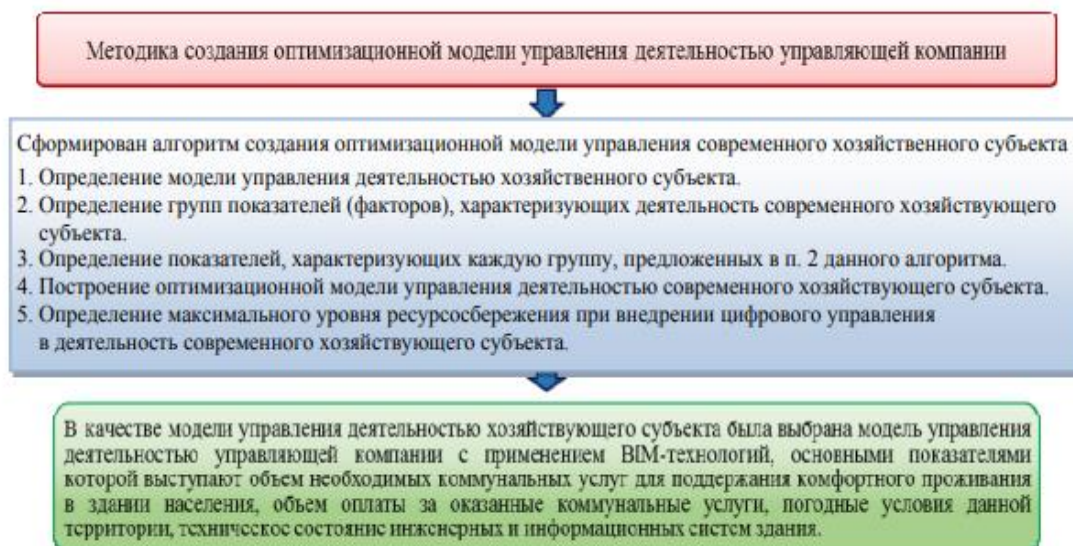 Методика создания оптимизационной модели управления деятельностью управляющей компании
Сформирован алгоритм создания оптимизационной модели управления современного хозяйственного субъекта
1. Определение модели управления деятельностью хозяйственного субъекта.
2. Определение групп показателей (факторов), характеризующих деятельность современного хозяйствующего
субъекта.
3. Определение показателей, характеризующих каждую группу, предложенных в п. 2 данного алгоритма.
4. Построение оптимизационной модели управления деятельностью современного хозяйствующего субъекта.
5. Определение максимального уровня ресурсосбережения при внедрении цифрового управления
в деятельность современного хозяйствующего субъекта.
В качестве модели управления деятельностью хозяйствующего субъекта была выбрана модель управления
деятельностью управляющей компании с применением BIM-технологий, основными показателями
которой выступают объем необходимых коммунальных услуг для поддержания комфортного проживания
в здании населения, объем оплаты за оказанные коммунальные услуги, погодные условия данной
территории, техническое состояние инженерных и информационных систем здания.